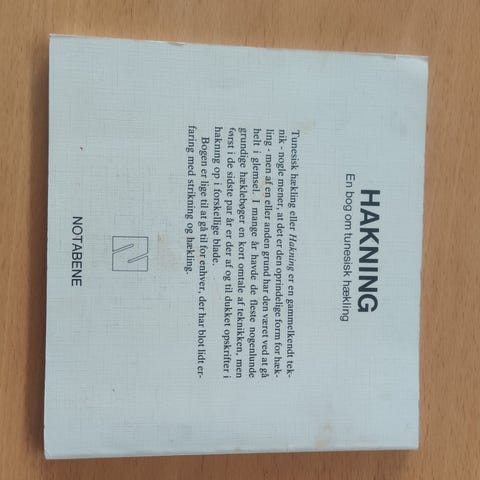 HAKNING
En bog om tunesisk hækling
Tunesisk hækling eller Hakning er en gammelkendt tek-
nik - nogle mener, at det er den oprindelige form for hæk-
ling - men af en eller anden grund har den været ved at gå
helt i glemsel. I mange år havde de fleste nogenlunde
grundige hæklebøger en kort omtale af teknikken, men
først i de sidste par år er der af og til dukket opskrifter i
hakning op i forskellige blade.
Bogen er lige til at gå til for enhver, der har blot lidt er-
faring med strikning og hækling.
NOTABENE